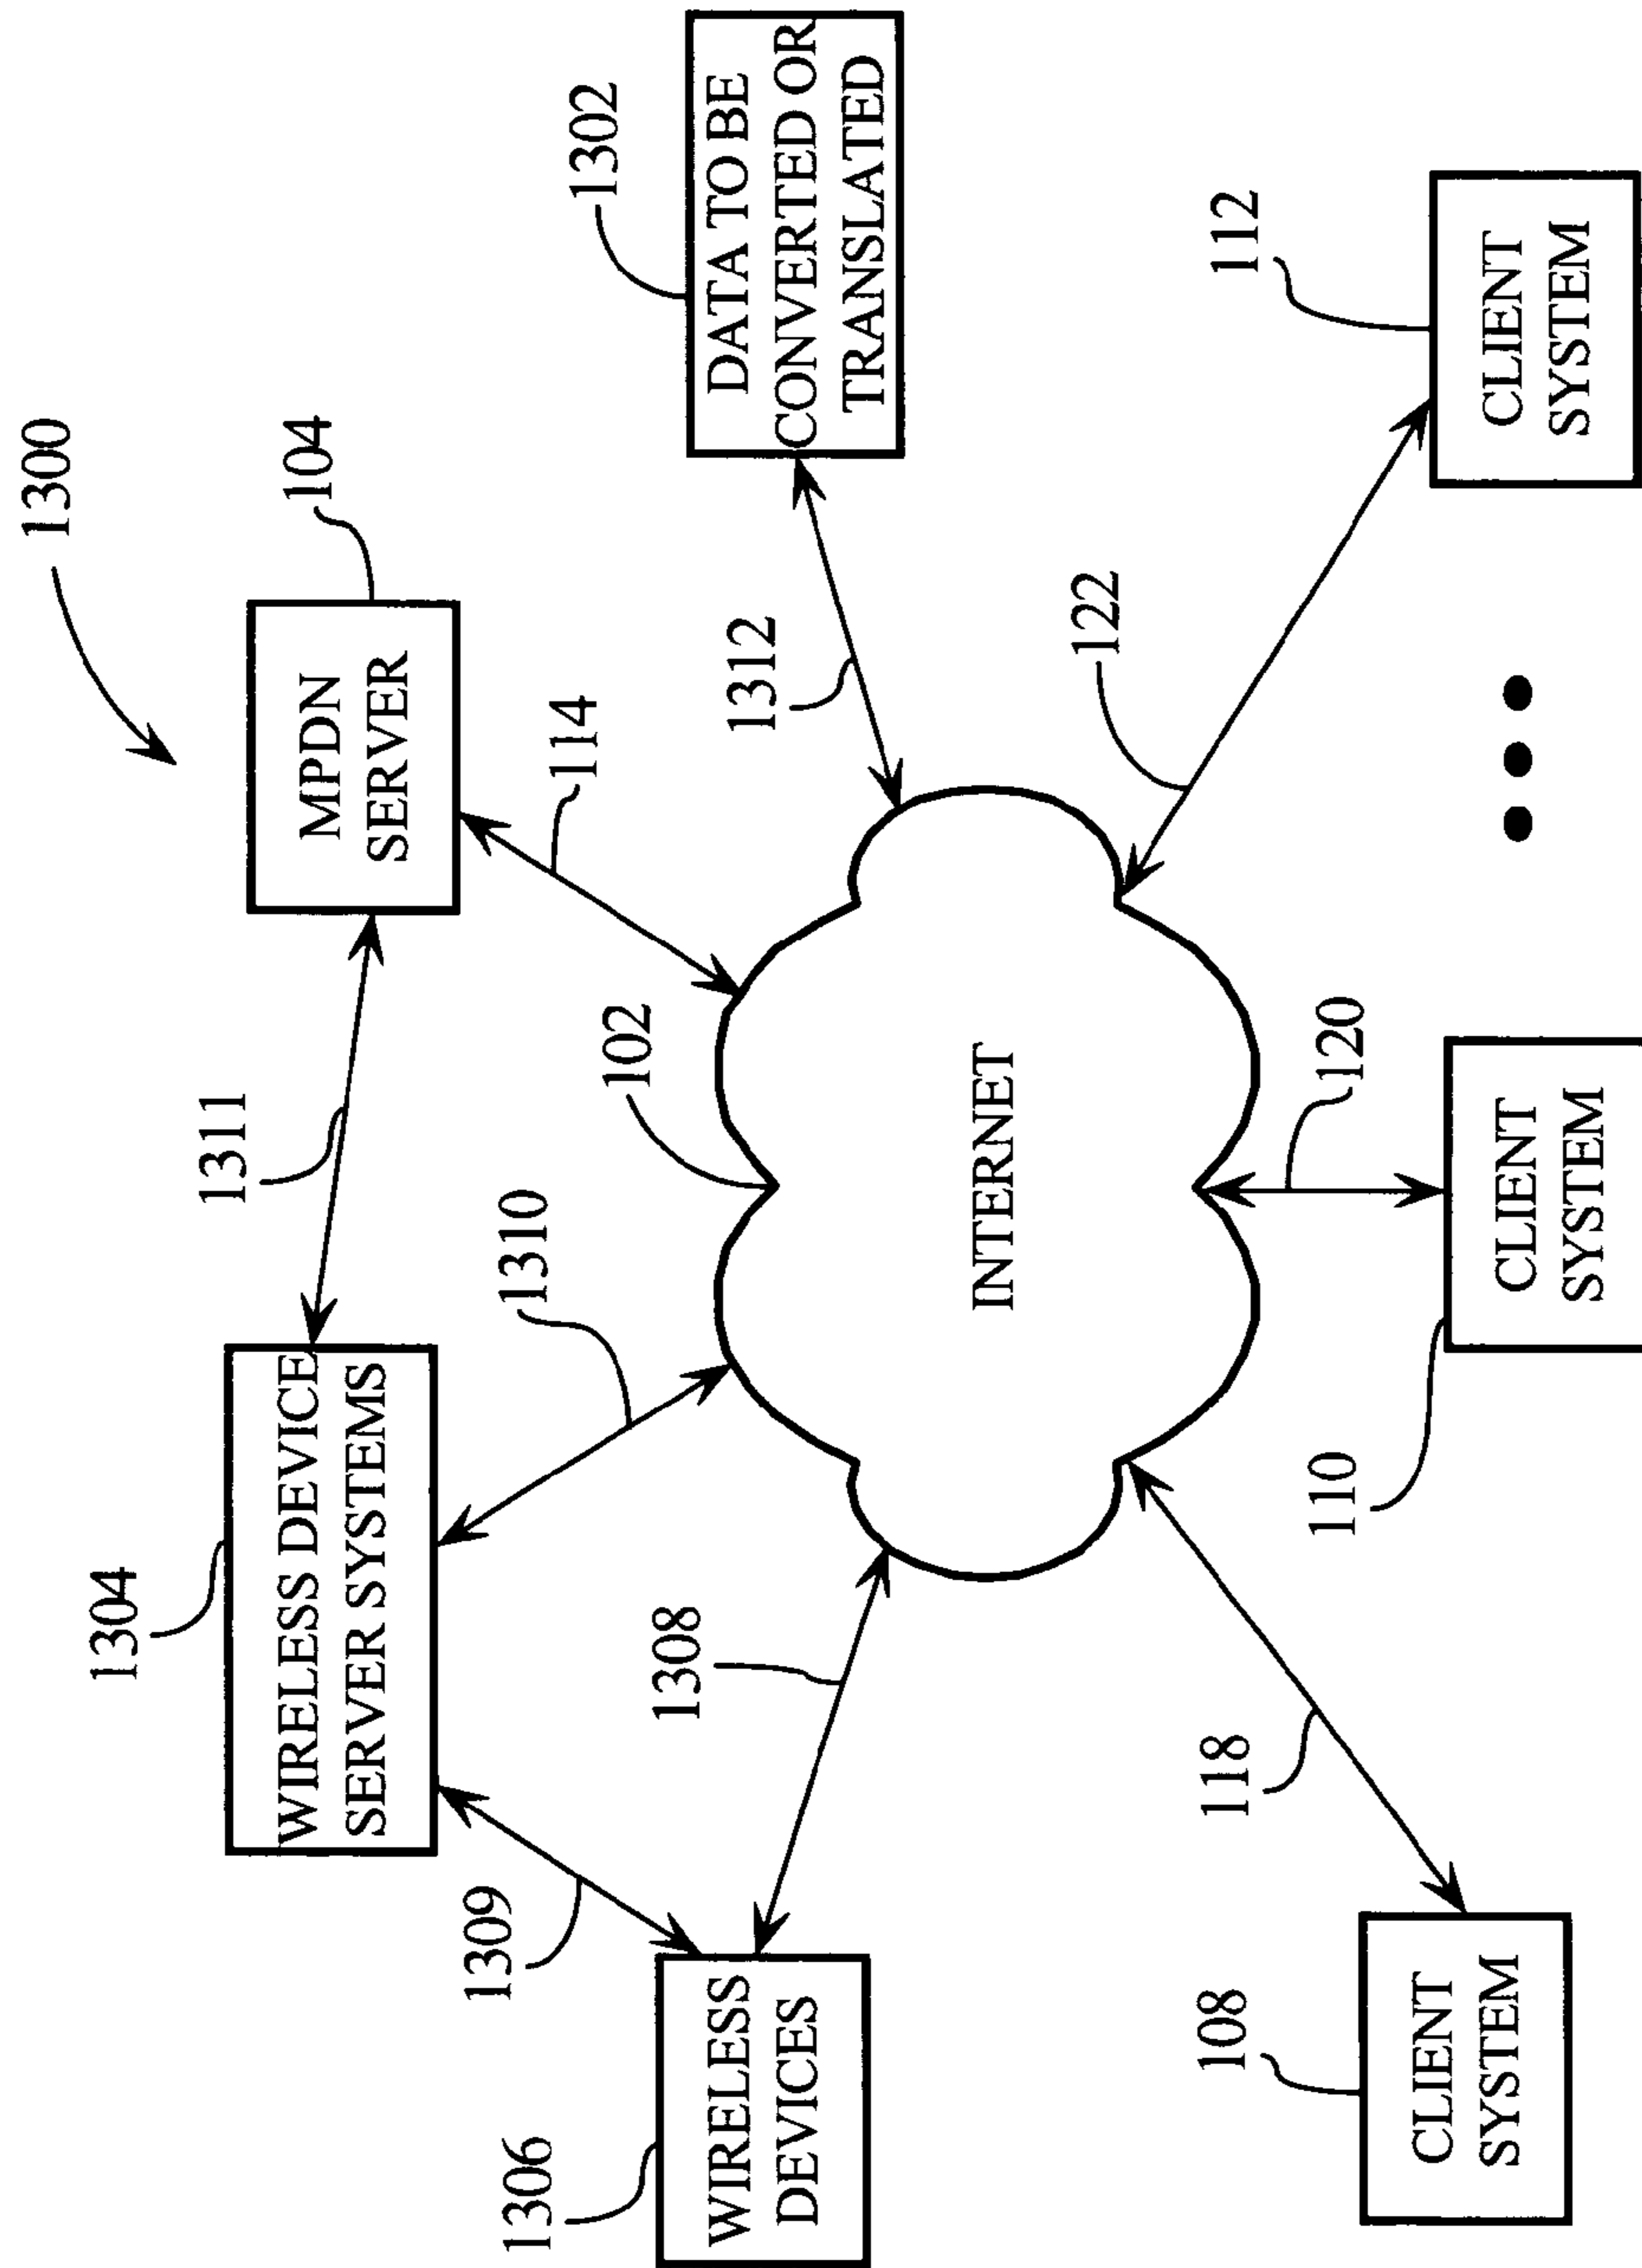 1300
104
MPDN
SERVER
1304
WIRELESS DEVICE
SERVER SYSTEMS
1311
114
1310
102
1302
DATA TO BE
CONVERTED OR
TRANSLATED
1312
1309
1306
WIRELESS
DEVICES
1308
INTERNET
122
112
CLIENT
SYSTEM
118
108
CLIENT
SYSTEM
110
120
CLIENT
SYSTEM